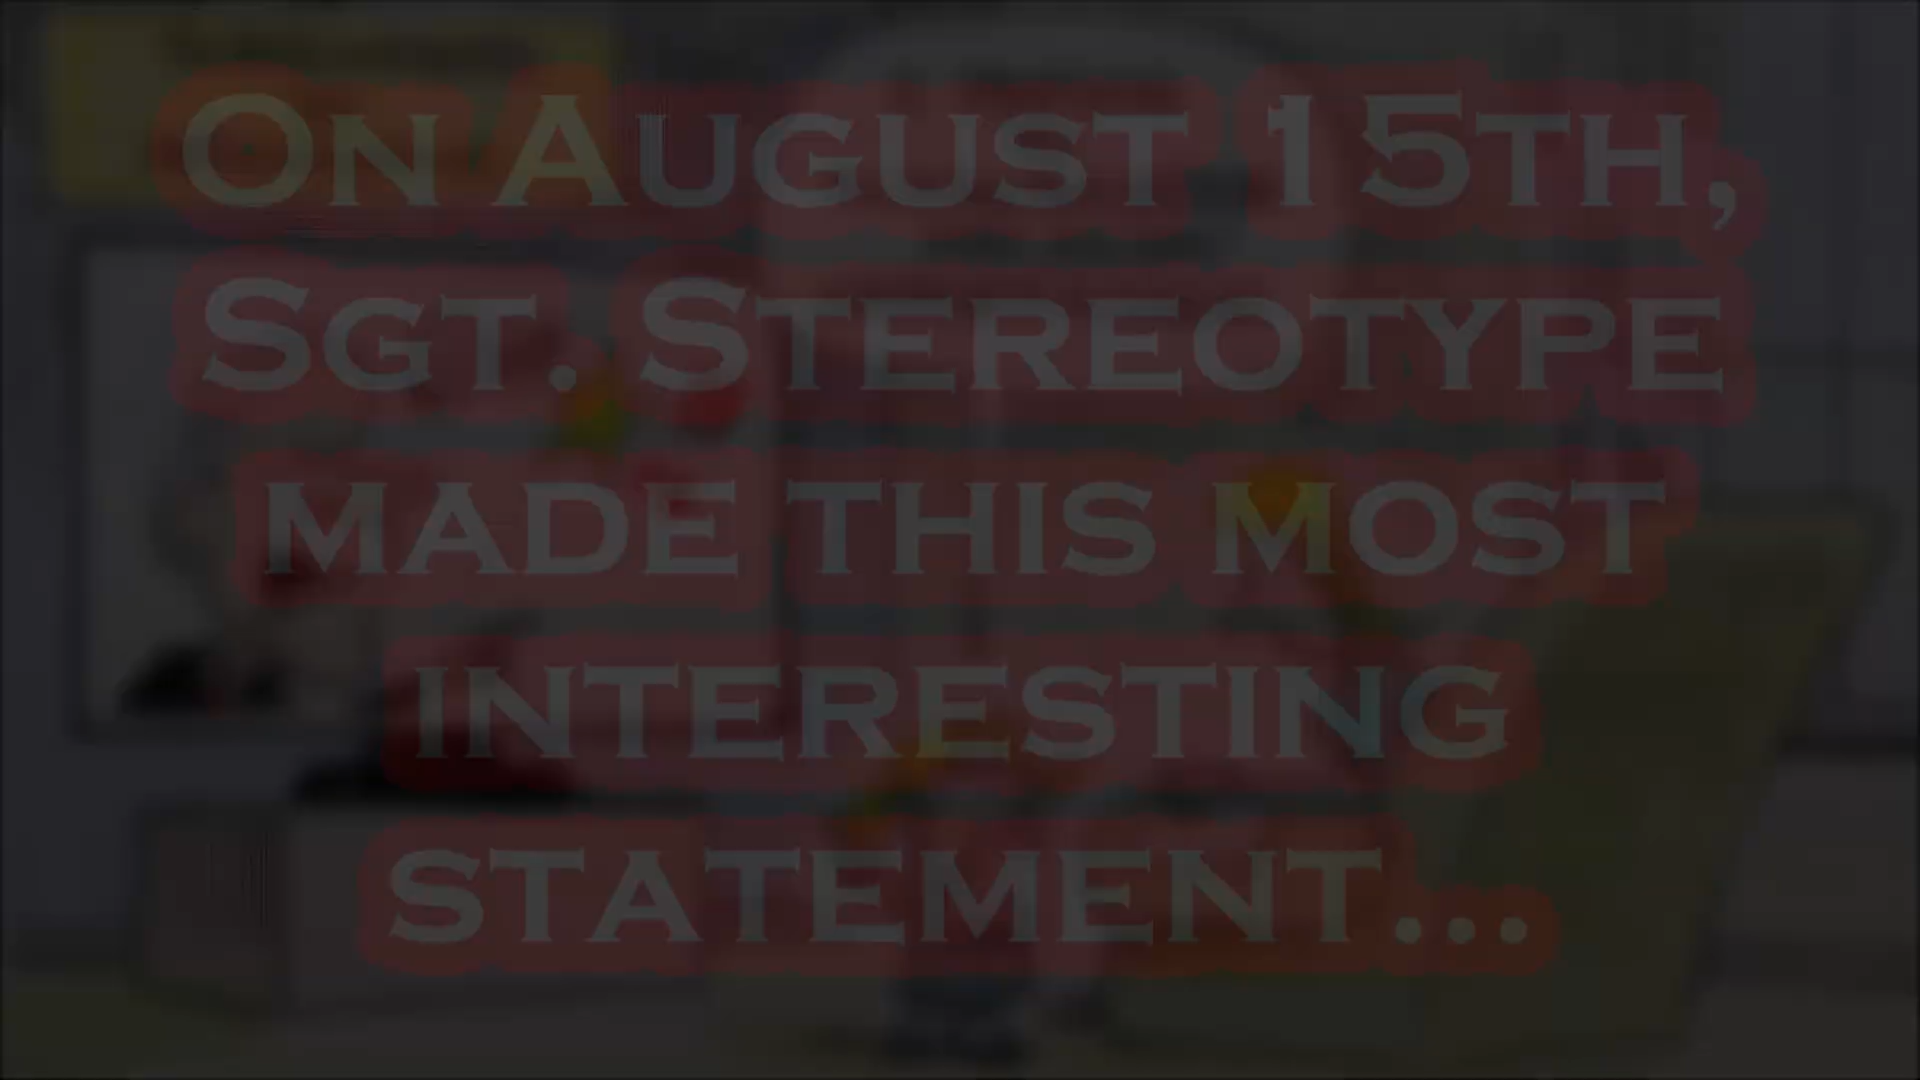 On August 15th,
Sgt. Stereotype
made this most
interesting
statement...